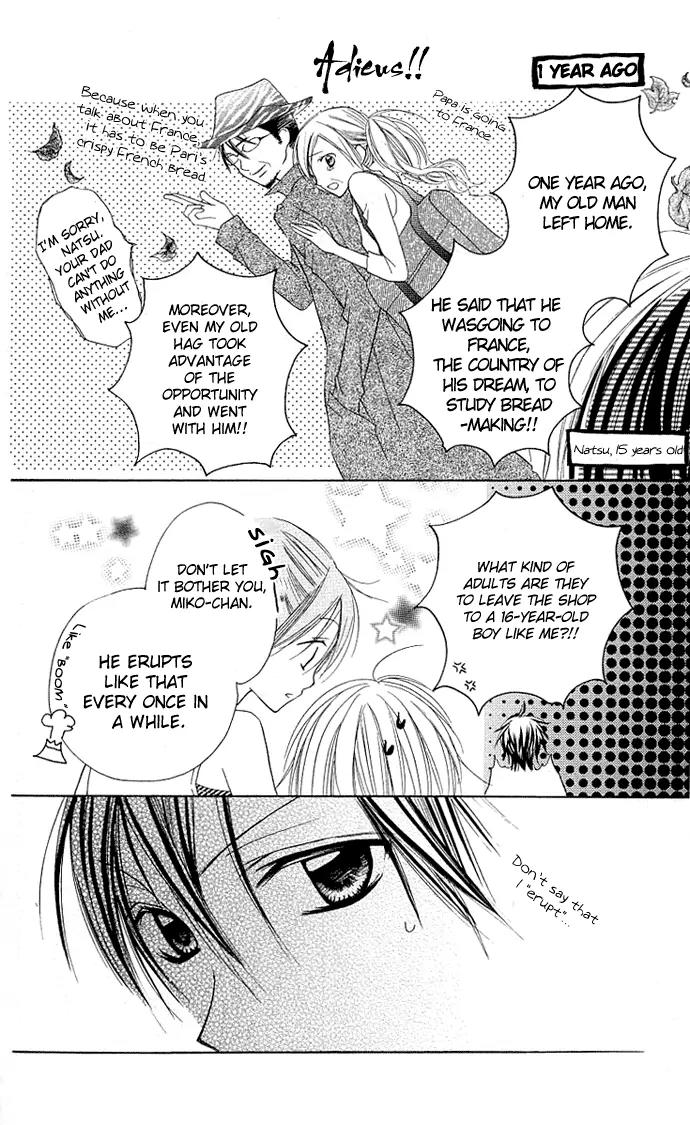 Adieus!!
1 YEAR AGO
ONE YEAR AGO,
MY OLD MAN
LEFT HOME.
Papa is going
to France
HE SAID THAT HE
WASGOING TO
FRANCE,
THE COUNTRY OF
HIS DREAM, TO
STUDY BREAD
-MAKING!!
Natsu, 15 years old
Because when you
talk about France,
it has to be Pari's
crispy French Bread
I'M SORRY,
NATSU.
YOUR DAD
CAN'T DO
ANYTHING
WITHOUT
ME...
MOREOVER,
EVEN MY OLD
HAG TOOK
ADVANTAGE
OF THE
OPPORTUNITY
AND WENT
WITH HIM!!
WHAT KIND OF
ADULTS ARE THEY
TO LEAVE THE SHOP
TO A 16-YEAR-OLD
BOY LIKE ME?!!
sigh
DON'T LET
IT BOTHER YOU,
MIKO-CHAN.
HE ERUPTS
LIKE THAT
EVERY ONCE IN
A WHILE.
Like "BOOM"
Don't say that
I "erupt"...